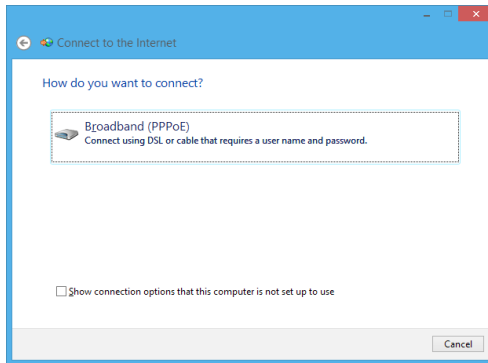 Connect to the Internet
How do you want to connect?
Broadband (PPPoE)
Connect using DSL or cable that requires a user name and password.
Show connection options that this computer is not set up to use
Cancel